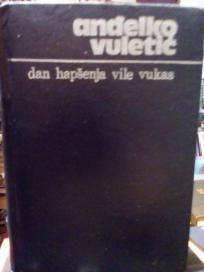 anđelko
vuletić
dan hapšenja vile vukas